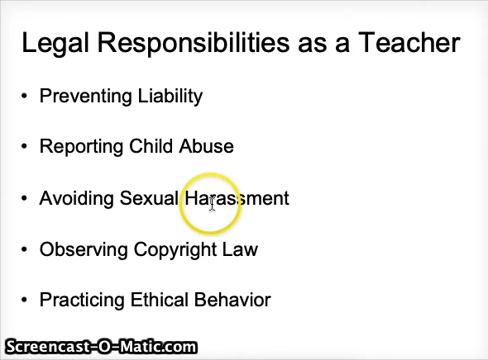 Legal Responsibilities as a Teacher
• Preventing Liability
• Reporting Child Abuse
• Avoiding Sexual Harassment
• Observing Copyright Law
• Practicing Ethical Behavior
Screencast-O-Matic.com